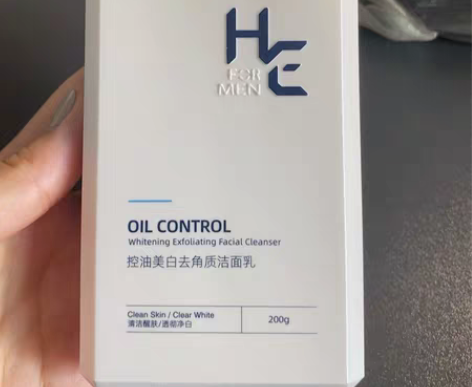 HE
FOR
MEN
OIL CONTROL
Whitening Exfoliating Facial Cleanser
控油美白去角质洁面乳
Clean Skin / Clear White
清洁醒肤/透彻净白
200g